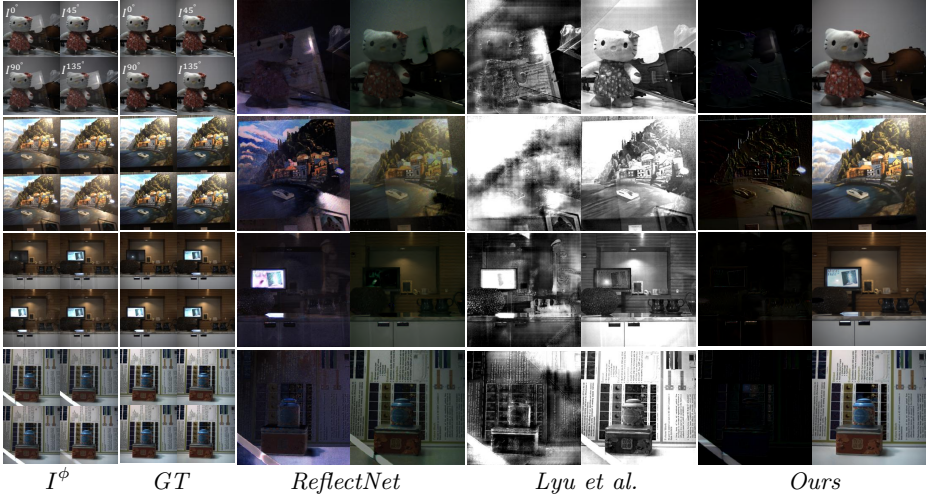 I^{0°} I^{45°} I^{0°} I^{45°}
I^{90°} I^{135°} I^{90°} I^{135°}
I^ϕ GT ReflectNet Lyu et al. Ours